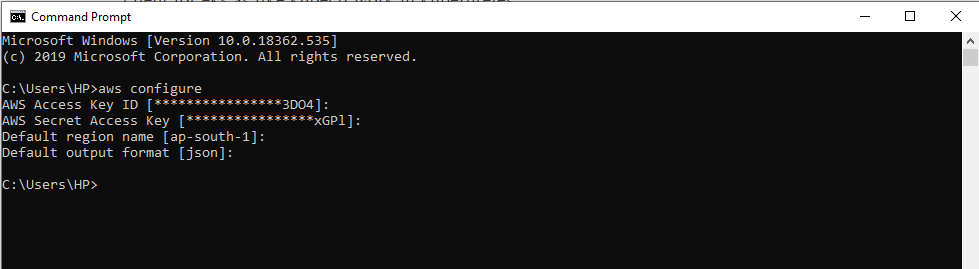 Command Prompt
Microsoft Windows [Version 10.0.18362.535]
(c) 2019 Microsoft Corporation. All rights reserved.
C:\Users\HP>aws configure
AWS Access Key ID [****************3DO4]:
AWS Secret Access Key [****************xGPl]:
Default region name [ap-south-1]:
Default output format [json]:
C:\Users\HP>